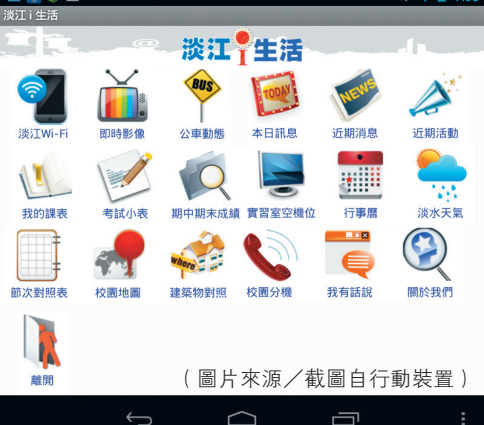 淡江 i 生活
淡江 i 生活
BUS
TODAY
NEWS
淡江Wi-Fi 即時影像 公車動態 本日訊息 近期消息 近期活動
我的課表 考試小表 期中期末成績 實習室空機位 行事曆 淡水天氣
where
節次對照表 校園地圖 建築物對照 校園分機 我有話說 關於我們
離開
（圖片來源／截圖自行動裝置）